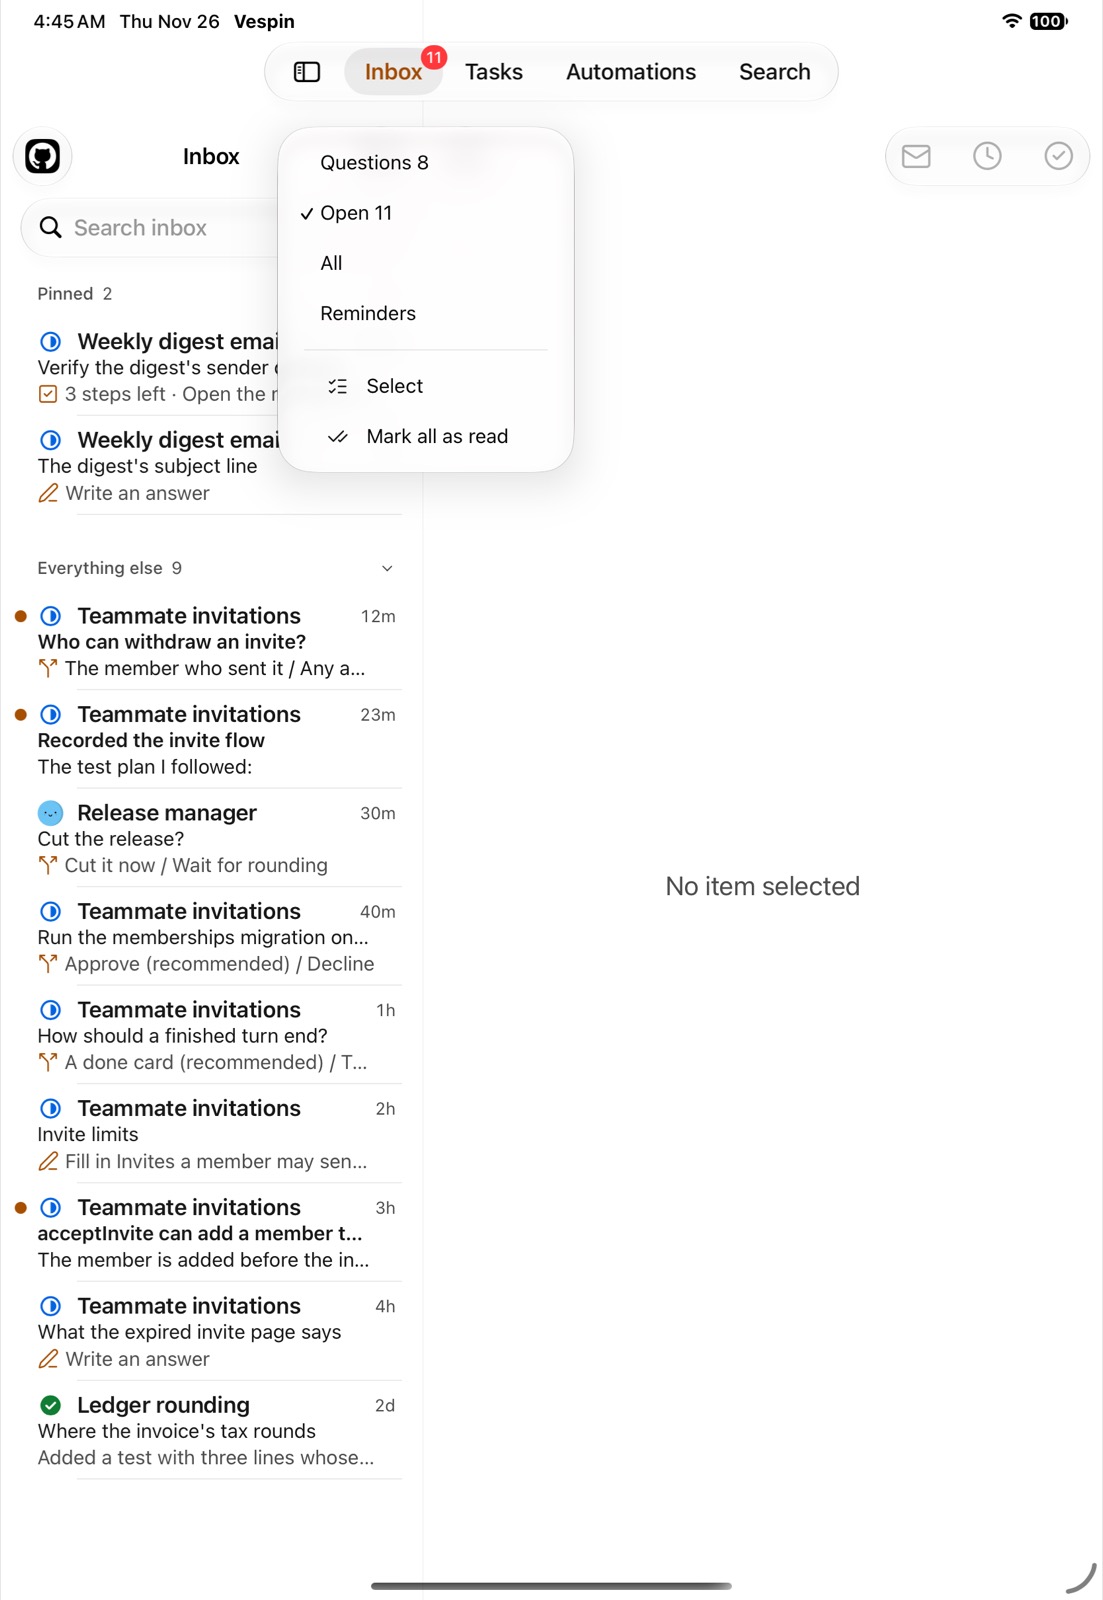 4:45 AM Thu Nov 26 Vespin
100
Inbox 11 Tasks Automations Search
Inbox
Search inbox
Questions 8
Open 11
All
Reminders
Select
Mark all as read
Pinned 2
Weekly digest emai
Verify the digest's sender
3 steps left · Open the
Weekly digest emai
The digest's subject line
Write an answer
Everything else 9
Teammate invitations 12m
Who can withdraw an invite?
The member who sent it / Any a...
Teammate invitations 23m
Recorded the invite flow
The test plan I followed:
Release manager 30m
Cut the release?
Cut it now / Wait for rounding
Teammate invitations 40m
Run the memberships migration on...
Approve (recommended) / Decline
Teammate invitations 1h
How should a finished turn end?
A done card (recommended) / T...
Teammate invitations 2h
Invite limits
Fill in Invites a member may sen...
Teammate invitations 3h
acceptInvite can add a member t...
The member is added before the in...
Teammate invitations 4h
What the expired invite page says
Write an answer
Ledger rounding 2d
Where the invoice's tax rounds
Added a test with three lines whose...
No item selected